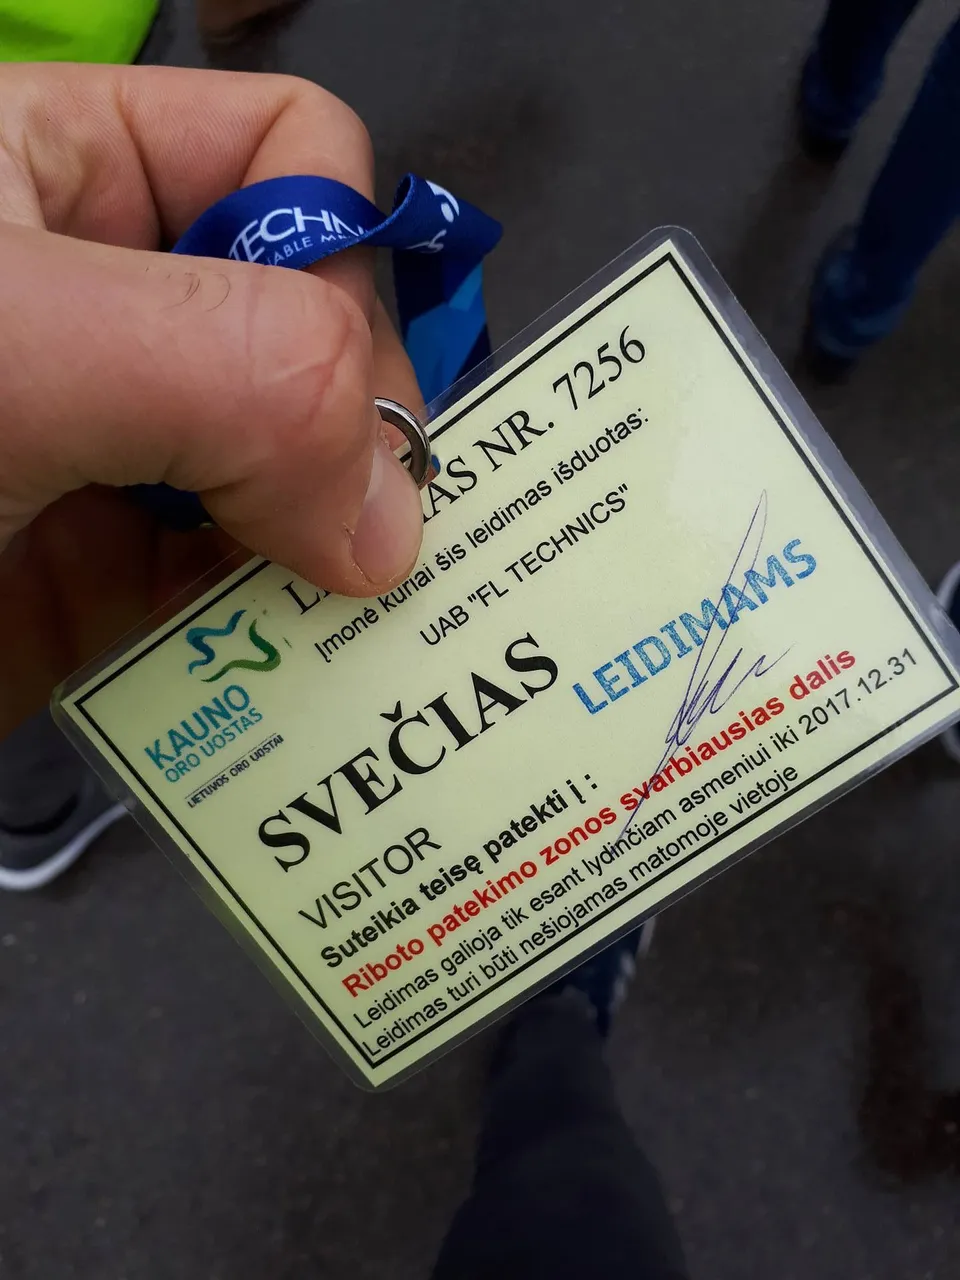 TECHN
IABLE
NR. 7256
Įmonė kuriai šis leidimas išduotas:
UAB "FL TECHNICS"
KAUNO
ORO UOSTAS
LIETUVOS ORO UOSTAI
SVEČIAS
LEIDIMAMS
VISITOR
Suteikia teisę patekti į :
Riboto patekimo zonos svarbiausias dalis
Leidimas galioja tik esant lydinčiam asmeniui iki 2017.12.31
Leidimas turi būti nešiojamas matomoje vietoje